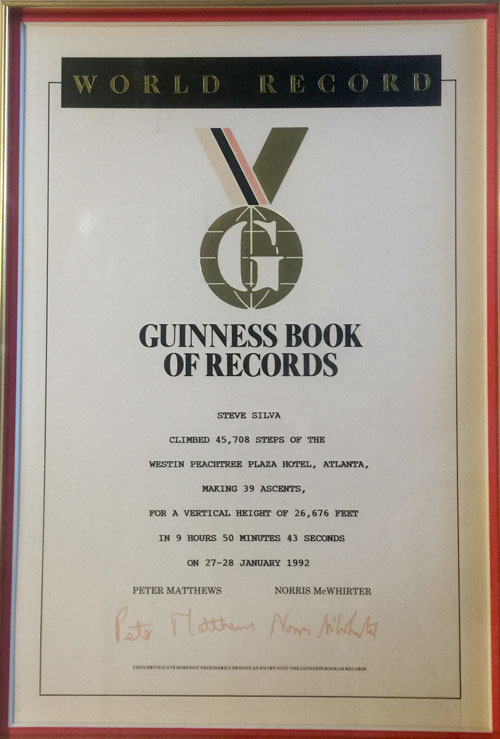 WORLD RECORD
G
GUINNESS BOOK
OF RECORDS
STEVE SILVA
CLIMBED 45,708 STEPS OF THE
WESTIN PEACHTREE PLAZA HOTEL, ATLANTA,
MAKING 39 ASCENTS,
FOR A VERTICAL HEIGHT OF 26,676 FEET
IN 9 HOURS 50 MINUTES 43 SECONDS
ON 27-28 JANUARY 1992
PETER MATTHEWS NORRIS McWHIRTER
Peter Matthews Norris McWhirter
THIS CERTIFICATE DOES NOT NECESSARILY DENOTE AN ENTRY INTO THE GUINNESS BOOK OF RECORDS